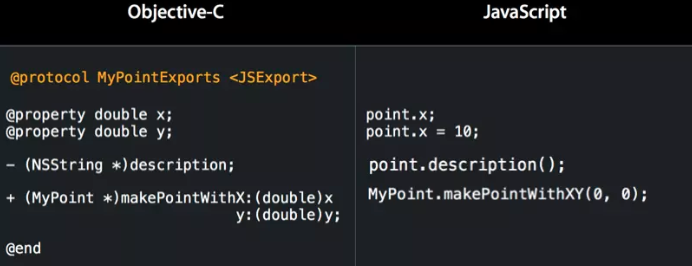 Objective-C
JavaScript
@protocol MyPointExports <JSExport>
@property double x;
@property double y;
- (NSString *)description;
+ (MyPoint *)makePointWithX:(double)x
y:(double)y;
@end
point.x;
point.x = 10;
point.description();
MyPoint.makePointWithXY(0, 0);